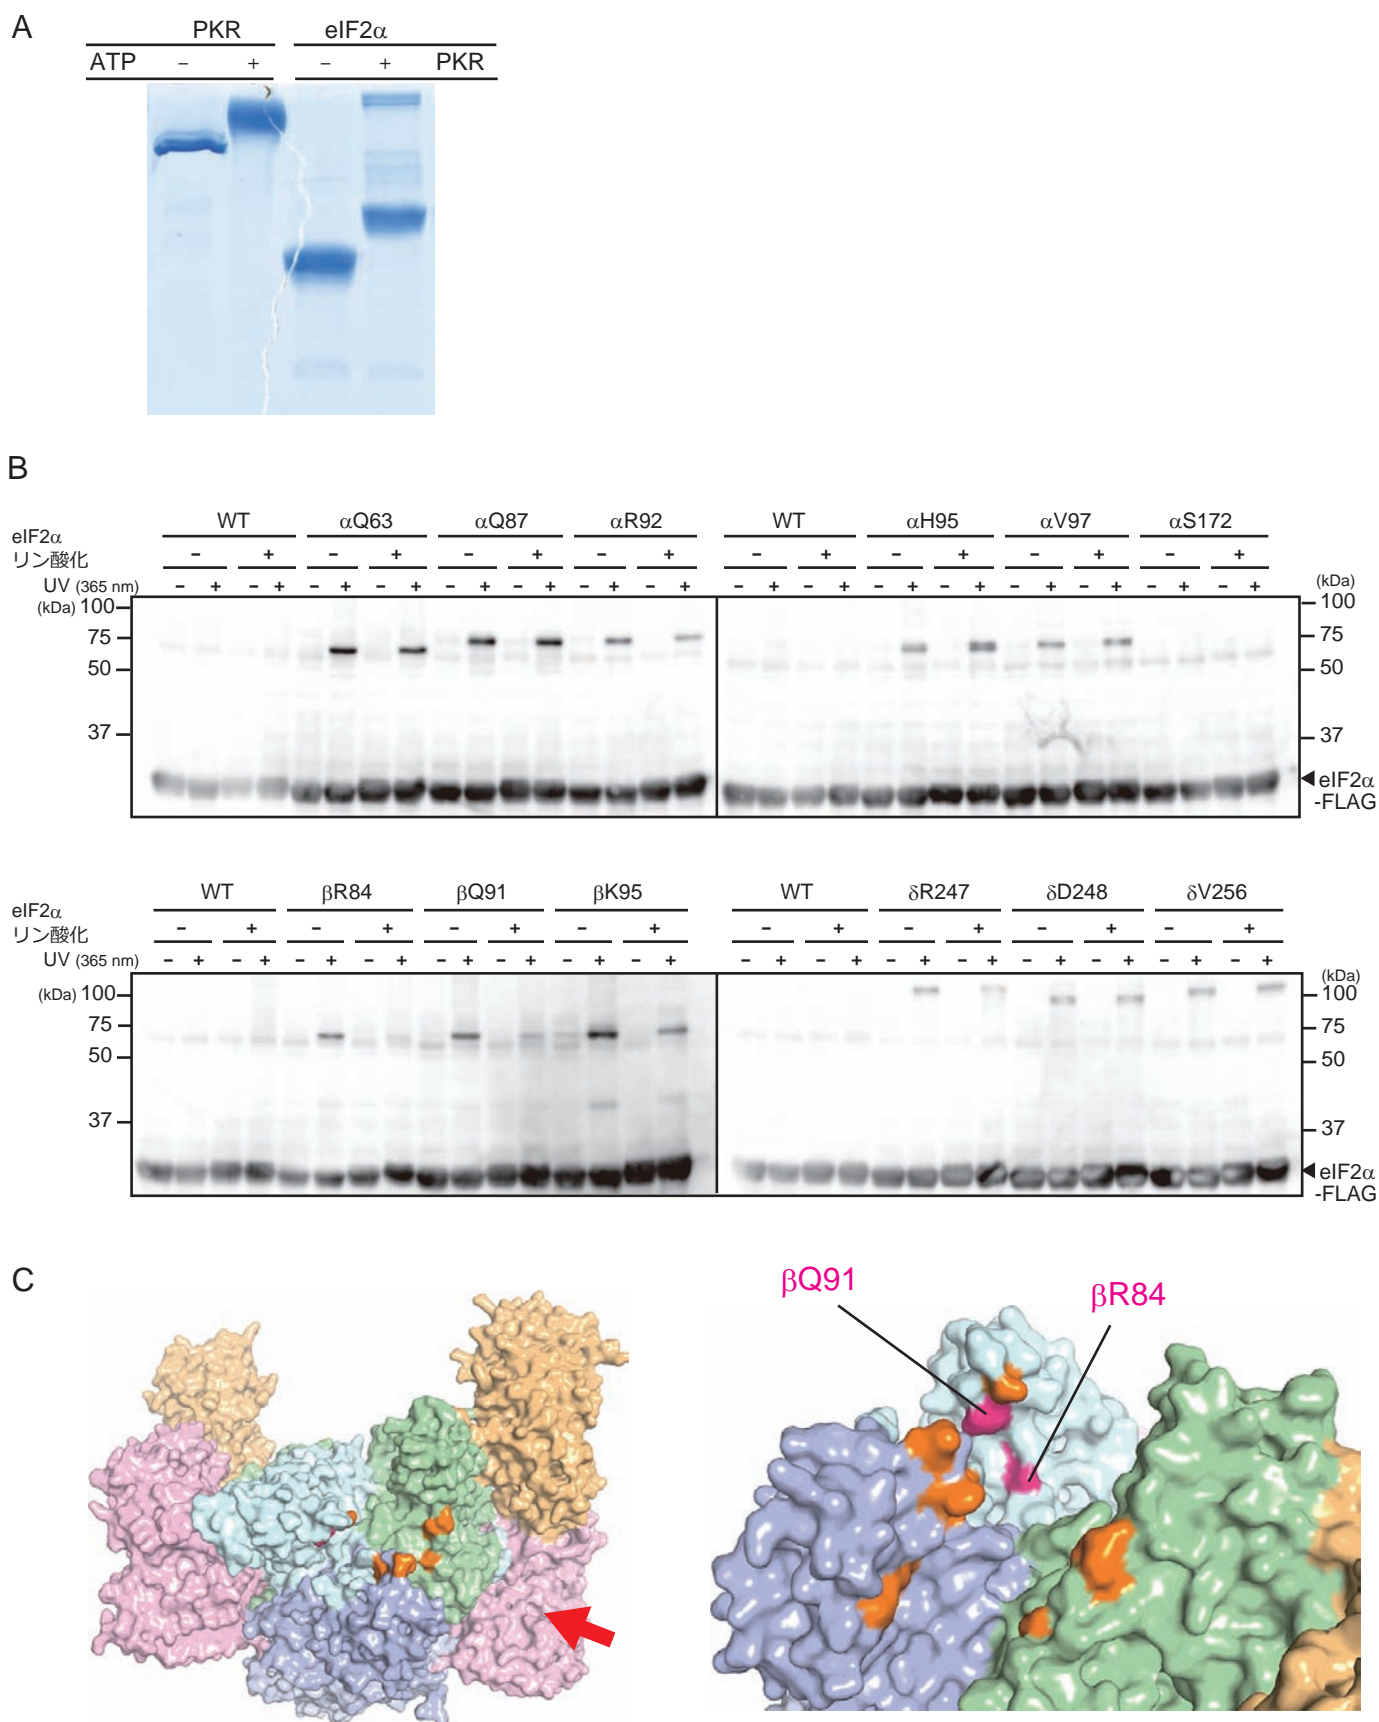 A
PKR eIF2α
ATP − + − + PKR
B
WT αQ63 αQ87 αR92 WT αH95 αV97 αS172
eIF2α
リン酸化 − + − + − + − + − + − + − + − +
UV (365 nm) − + − + − + − + − + − + − + − + − + − + − + − + − + − + − + − +
(kDa) 100 (kDa) 100
75 75
50 50
37 37
eIF2α
-FLAG
WT βR84 βQ91 βK95 WT δR247 δD248 δV256
eIF2α
リン酸化 − + − + − + − + − + − + − + − +
UV (365 nm) − + − + − + − + − + − + − + − + − + − + − + − + − + − + − + − +
(kDa) 100 (kDa) 100
75 75
50 50
37 37
eIF2α
-FLAG
C
βQ91
βR84